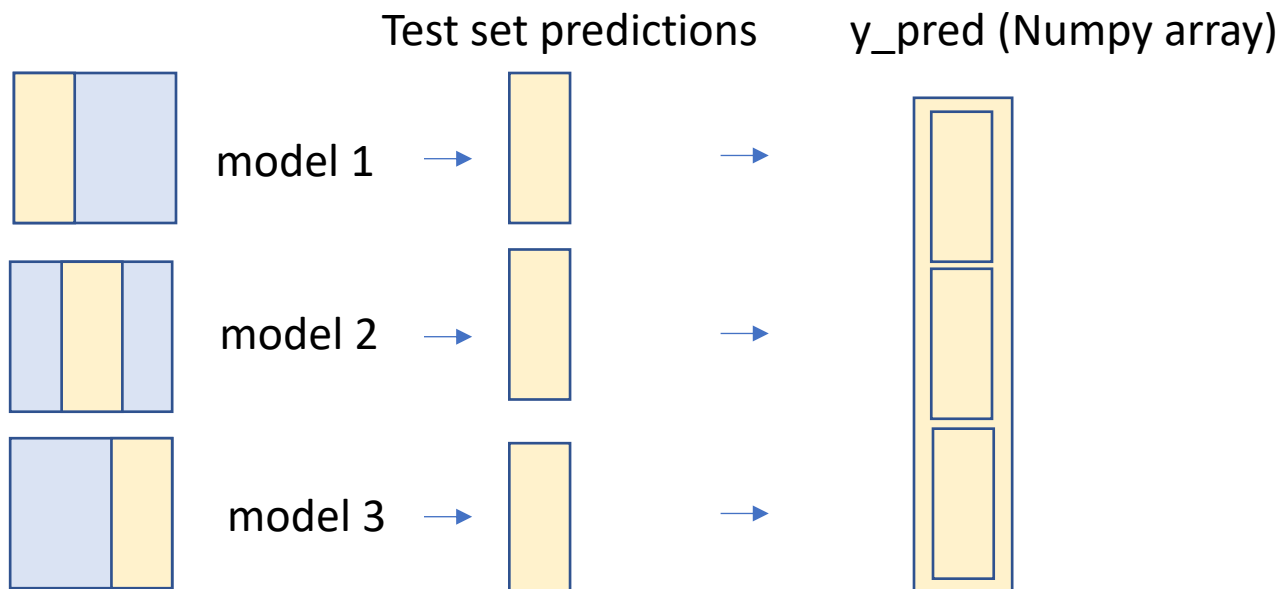 Test set predictions
y_pred (Numpy array)
model 1
model 2
model 3